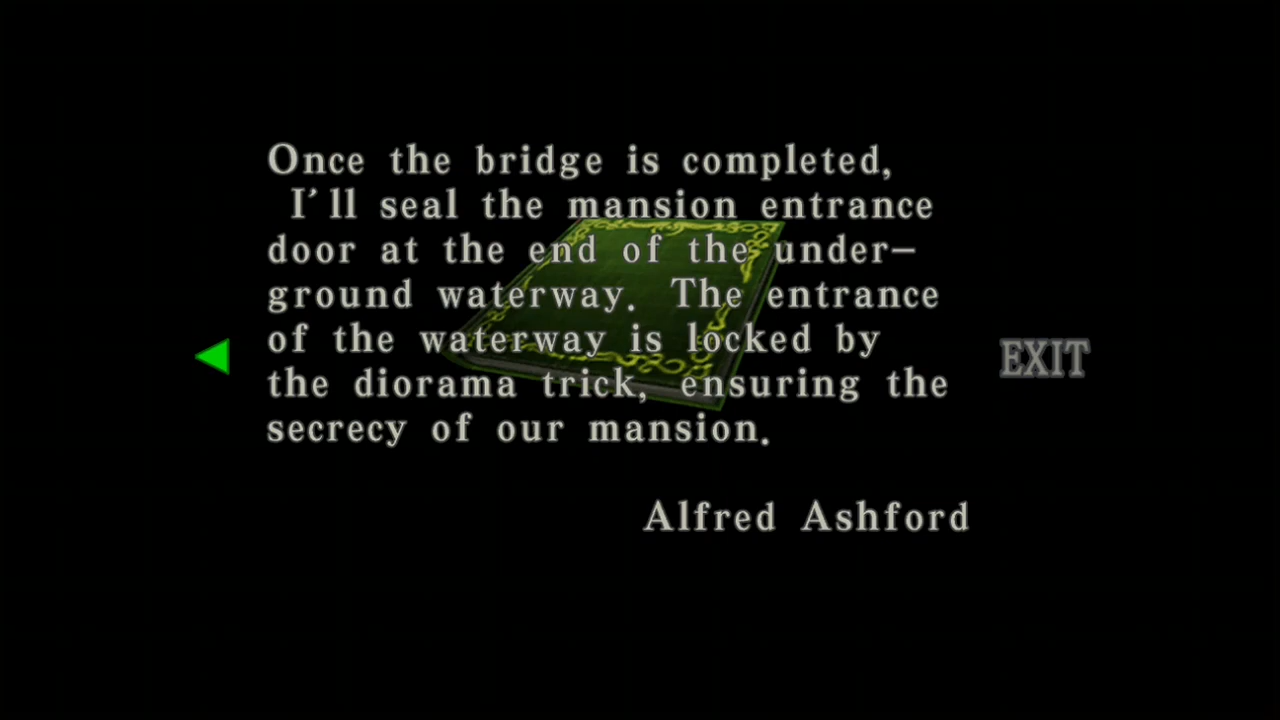 Once the bridge is completed,
I'll seal the mansion entrance
door at the end of the under-
ground waterway. The entrance
of the waterway is locked by
the diorama trick, ensuring the
secrecy of our mansion.
EXIT
Alfred Ashford